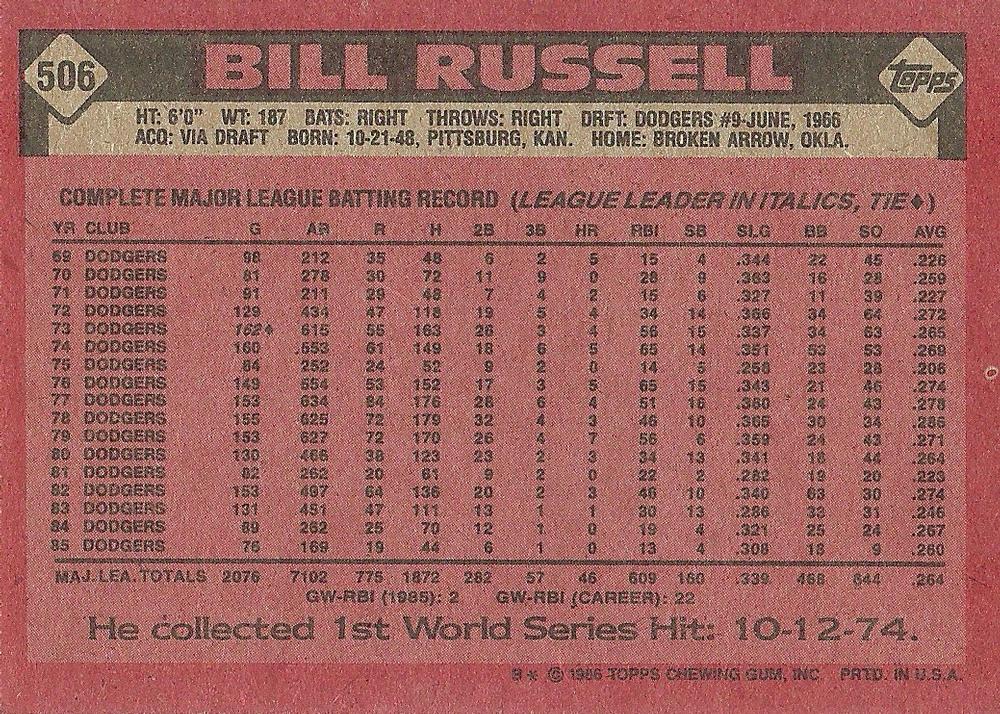 506 BILL RUSSELL Topps
HT: 6'0" WT: 187 BATS: RIGHT THROWS: RIGHT DRFT: DODGERS #9-JUNE, 1966
ACQ: VIA DRAFT BORN: 10-21-48, PITTSBURG, KAN. HOME: BROKEN ARROW, OKLA.
COMPLETE MAJOR LEAGUE BATTING RECORD (LEAGUE LEADER IN ITALICS, TIE♦)
YR CLUB G AB R H 2B 3B HR RBI SB SLG BB SO AVG
69 DODGERS 98 212 35 48 6 2 5 15 4 .344 22 45 .226
70 DODGERS 81 278 30 72 11 9 0 28 9 .363 16 28 .259
71 DODGERS 91 211 29 48 7 4 2 15 6 .327 11 39 .227
72 DODGERS 129 434 47 118 19 5 4 34 14 .366 34 64 .272
73 DODGERS 162♦ 615 55 163 26 3 4 56 15 .337 34 63 .265
74 DODGERS 160 .553 61 149 18 6 5 65 14 .351 53 53 .269
75 DODGERS 84 252 24 52 9 2 0 14 5 .258 23 28 .206
76 DODGERS 149 554 53 152 17 3 5 65 15 .343 21 46 .274
77 DODGERS 153 634 84 176 28 6 4 51 16 .360 24 43 .278
78 DODGERS 155 625 72 179 32 4 3 46 10 .365 30 34 .286
79 DODGERS 153 627 72 170 26 4 7 56 6 .359 24 43 .271
80 DODGERS 130 466 38 123 23 2 3 34 13 .341 18 44 .264
81 DODGERS 82 262 20 61 9 2 0 22 2 .282 19 20 .223
82 DODGERS 153 497 64 136 20 2 3 46 10 .340 63 30 .274
83 DODGERS 131 451 47 111 13 1 1 30 13 .286 33 31 .246
84 DODGERS 89 262 25 70 12 1 0 19 4 .321 25 24 .267
85 DODGERS 76 169 19 44 6 1 0 13 4 .308 18 9 .260
MAJ. LEA. TOTALS 2076 7102 775 1872 282 57 46 609 160 .339 468 644 .264
GW-RBI (1985): 2 GW-RBI (CAREER): 22
He collected 1st World Series Hit: 10-12-74.
B* © 1986 TOPPS CHEWING GUM, INC PRTD. IN U.S.A.